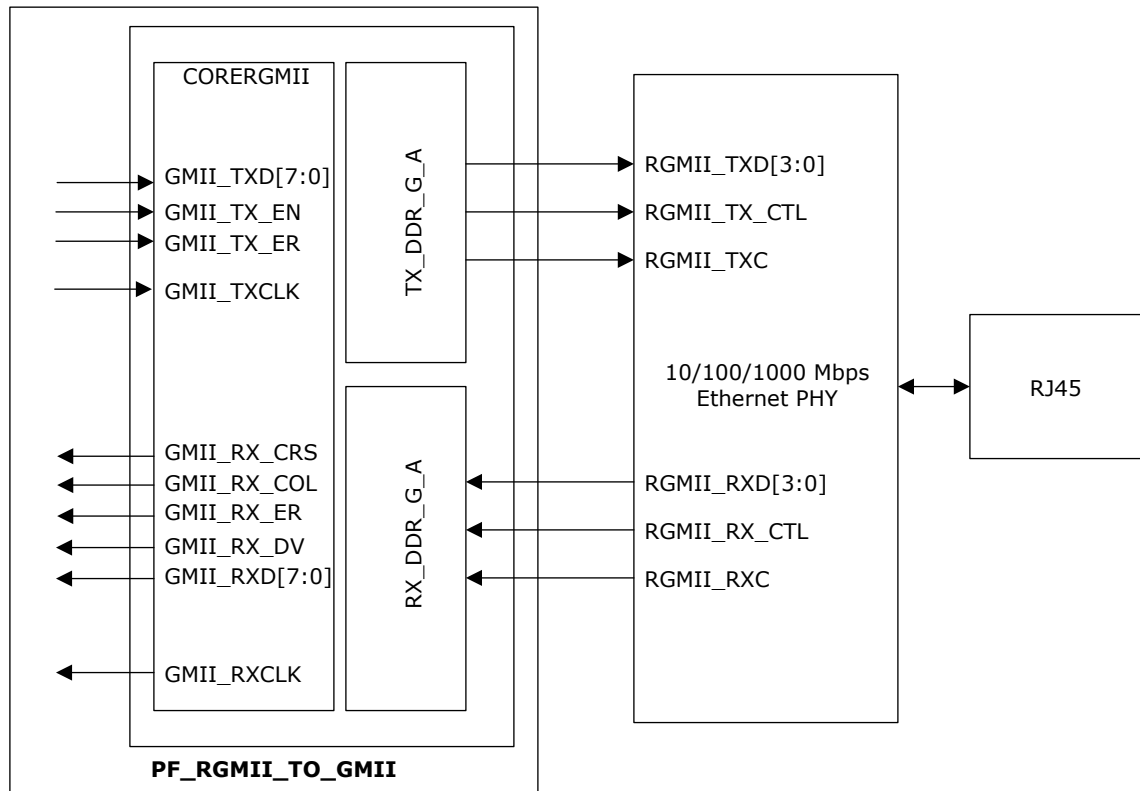 CORERGMII
GMII_TXD[7:0]
GMII_TX_EN
GMII_TX_ER
GMII_TXCLK
GMII_RX_CRS
GMII_RX_COL
GMII_RX_ER
GMII_RX_DV
GMII_RXD[7:0]
GMII_RXCLK
TX_DDR_G_A
RX_DDR_G_A
RGMII_TXD[3:0]
RGMII_TX_CTL
RGMII_TXC
10/100/1000 Mbps
Ethernet PHY
RGMII_RXD[3:0]
RGMII_RX_CTL
RGMII_RXC
RJ45
PF_RGMII_TO_GMII